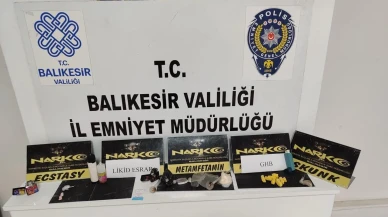 T.C.
BALIKESİR
VALİLİĞİ
POLİS
T.C.
BALIKESİR VALİLİĞİ
İL EMNİYET MÜDÜRLÜĞÜ
NARKO
NARKO
NARKO
NARKO
NARKO
ECSTASY
LİKİD ESRAR
METAMFETAMİN
GHB
SKUNK